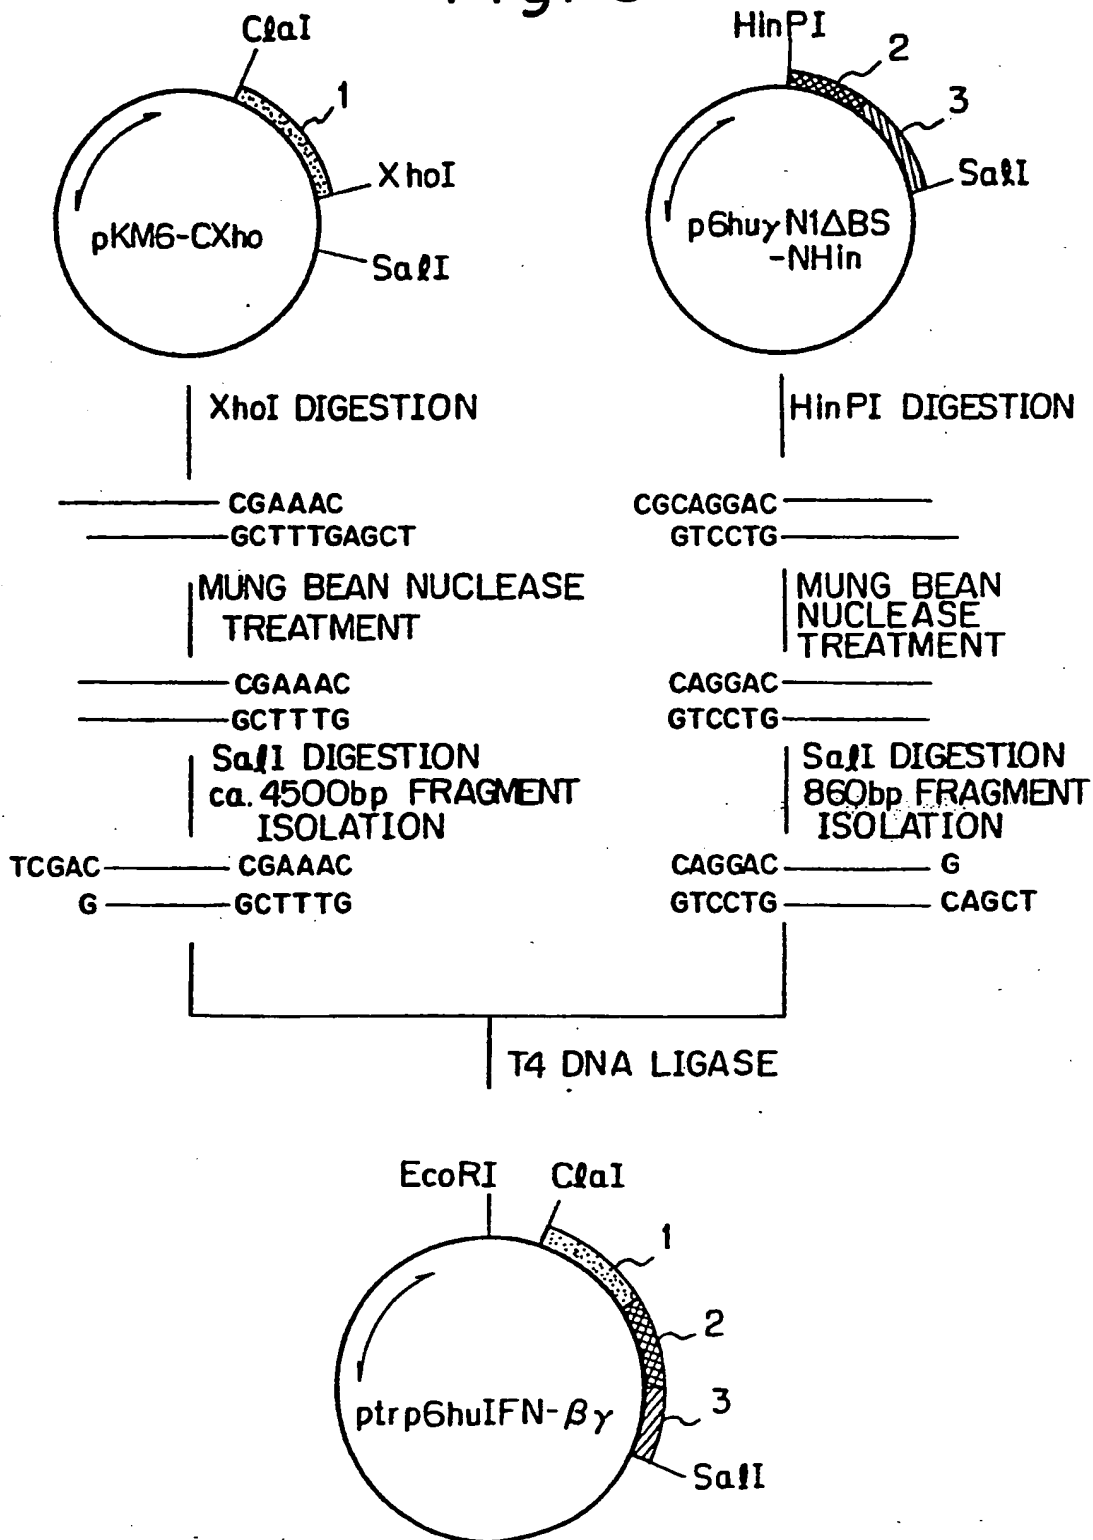 ClaI
1
XhoI
SalI
pKM6-CXho
HinPI
2
3
SalI
p6huγN1ΔBS
-NHin
XhoI DIGESTION
HinPI DIGESTION
CGAAAC
GCTTTGAGCT
CGCAGGAC
GTCCTG
MUNG BEAN NUCLEASE
TREATMENT
MUNG BEAN
NUCLEASE
TREATMENT
CGAAAC
GCTTTG
CAGGAC
GTCCTG
SalI DIGESTION
ca. 4500bp FRAGMENT
ISOLATION
SalI DIGESTION
860bp FRAGMENT
ISOLATION
TCGAC CGAAAC
G GCTTTG
CAGGAC G
GTCCTG CAGCT
T4 DNA LIGASE
EcoRI
ClaI
1
2
3
SalI
ptrp6huIFN-βγ